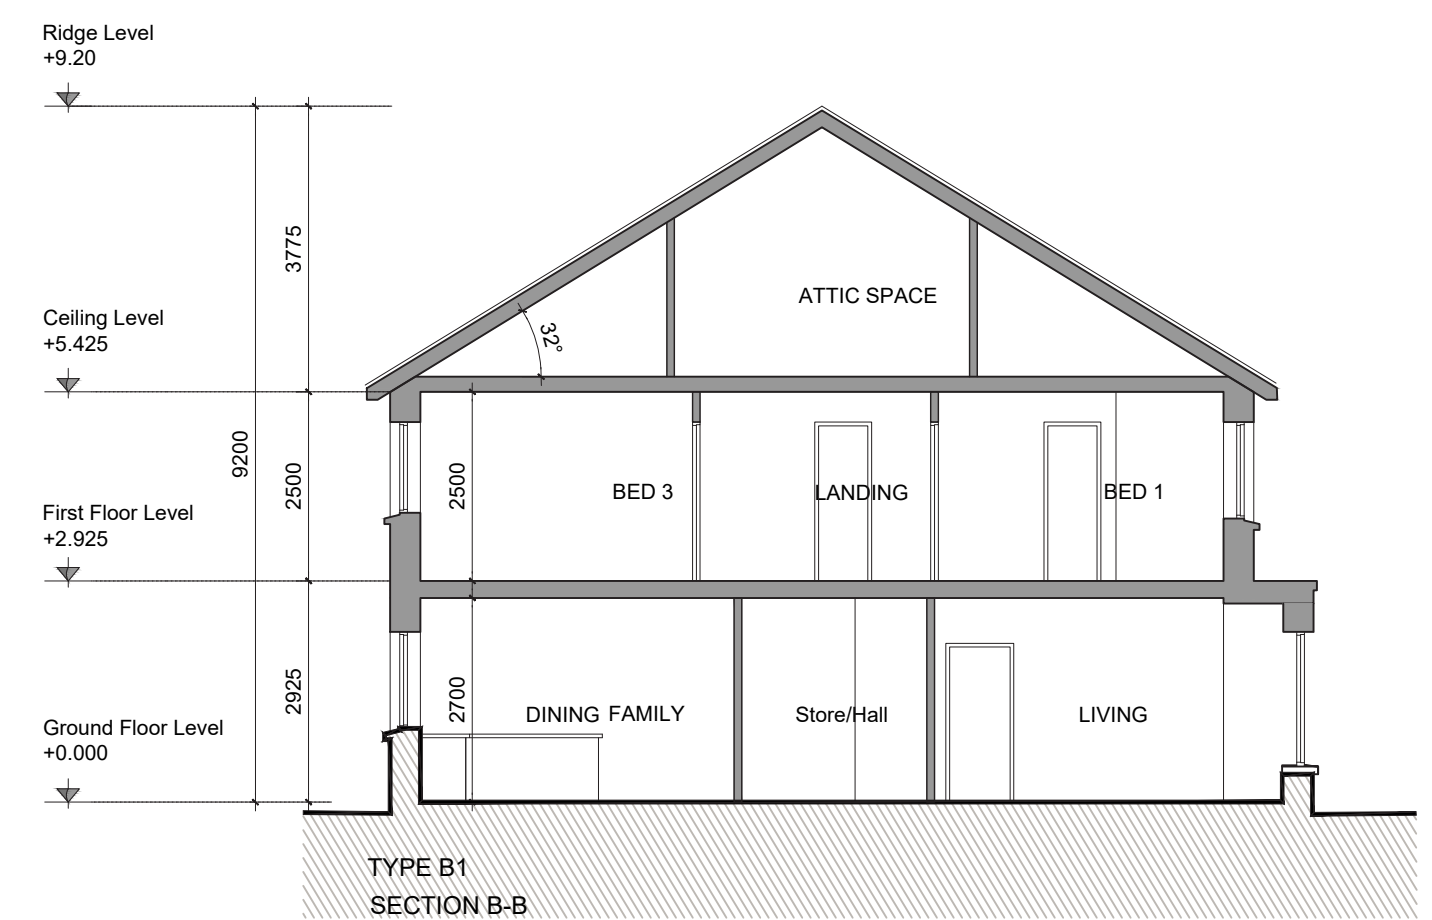 Ridge Level
+9.20
3775
ATTIC SPACE
Ceiling Level
+5.425
32°
9200
2500
2500
BED 3
LANDING
BED 1
First Floor Level
+2.925
2925
2700
Ground Floor Level
+0.000
DINING FAMILY
Store/Hall
LIVING
TYPE B1
SECTION B-B